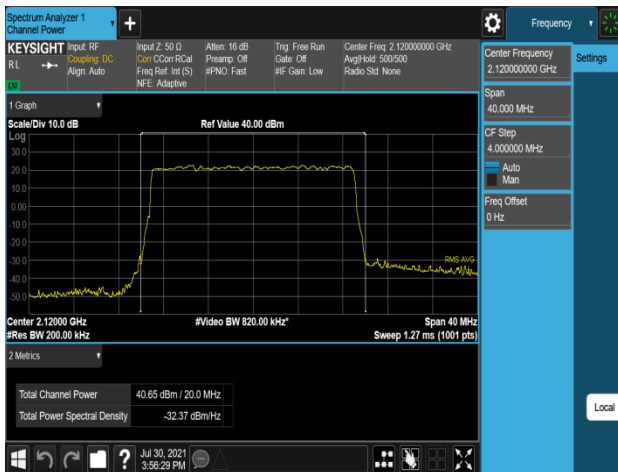 Spectrum Analyzer 1
Channel Power
Frequency
KEYSIGHT
RL
Input: RF
Coupling: DC
Align: Auto
Input Z: 50 Ω
Corr CCorr RCal
Freq Ref: Int (S)
NFE: Adaptive
Atten: 16 dB
Preamp: Off
#PNO: Fast
Trig: Free Run
Gate: Off
#IF Gain: Low
Center Freq: 2.120000000 GHz
Avg|Hold: 500/500
Radio Std: None
Center Frequency
2.120000000 GHz
Settings
Span
40.000 MHz
CF Step
4.000000 MHz
Auto
Man
Freq Offset
0 Hz
1 Graph
Scale/Div 10.0 dB
Ref Value 40.00 dBm
Log
30.0
20.0
10.0
0.00
-10.0
-20.0
-30.0
-40.0
-50.0
RMS AVG
Center 2.12000 GHz
#Video BW 820.00 kHz*
Span 40 MHz
#Res BW 200.00 kHz
Sweep 1.27 ms (1001 pts)
2 Metrics
Total Channel Power 40.65 dBm / 20.0 MHz
Total Power Spectral Density -32.37 dBm/Hz
Local
?
Jul 30, 2021
3:56:29 PM